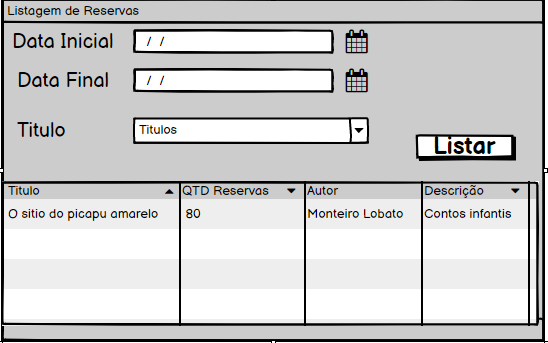 Listagem de Reservas
Data Inicial / /
Data Final / /
Titulo Titulos
Listar
Titulo QTD Reservas Autor Descrição
O sitio do picapu amarelo 80 Monteiro Lobato Contos infantis